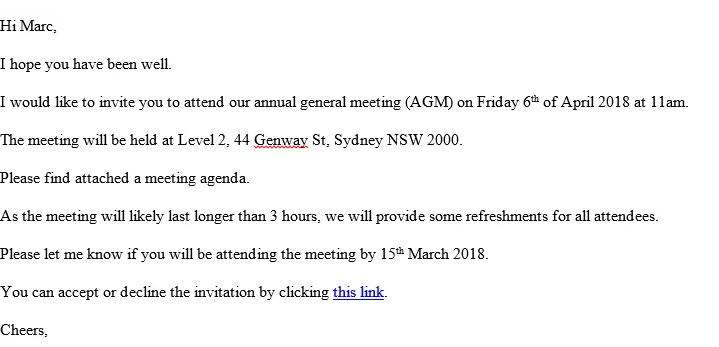 Hi Marc,
I hope you have been well.
I would like to invite you to attend our annual general meeting (AGM) on Friday 6th of April 2018 at 11am.
The meeting will be held at Level 2, 44 Genway St, Sydney NSW 2000.
Please find attached a meeting agenda.
As the meeting will likely last longer than 3 hours, we will provide some refreshments for all attendees.
Please let me know if you will be attending the meeting by 15th March 2018.
You can accept or decline the invitation by clicking this link.
Cheers,